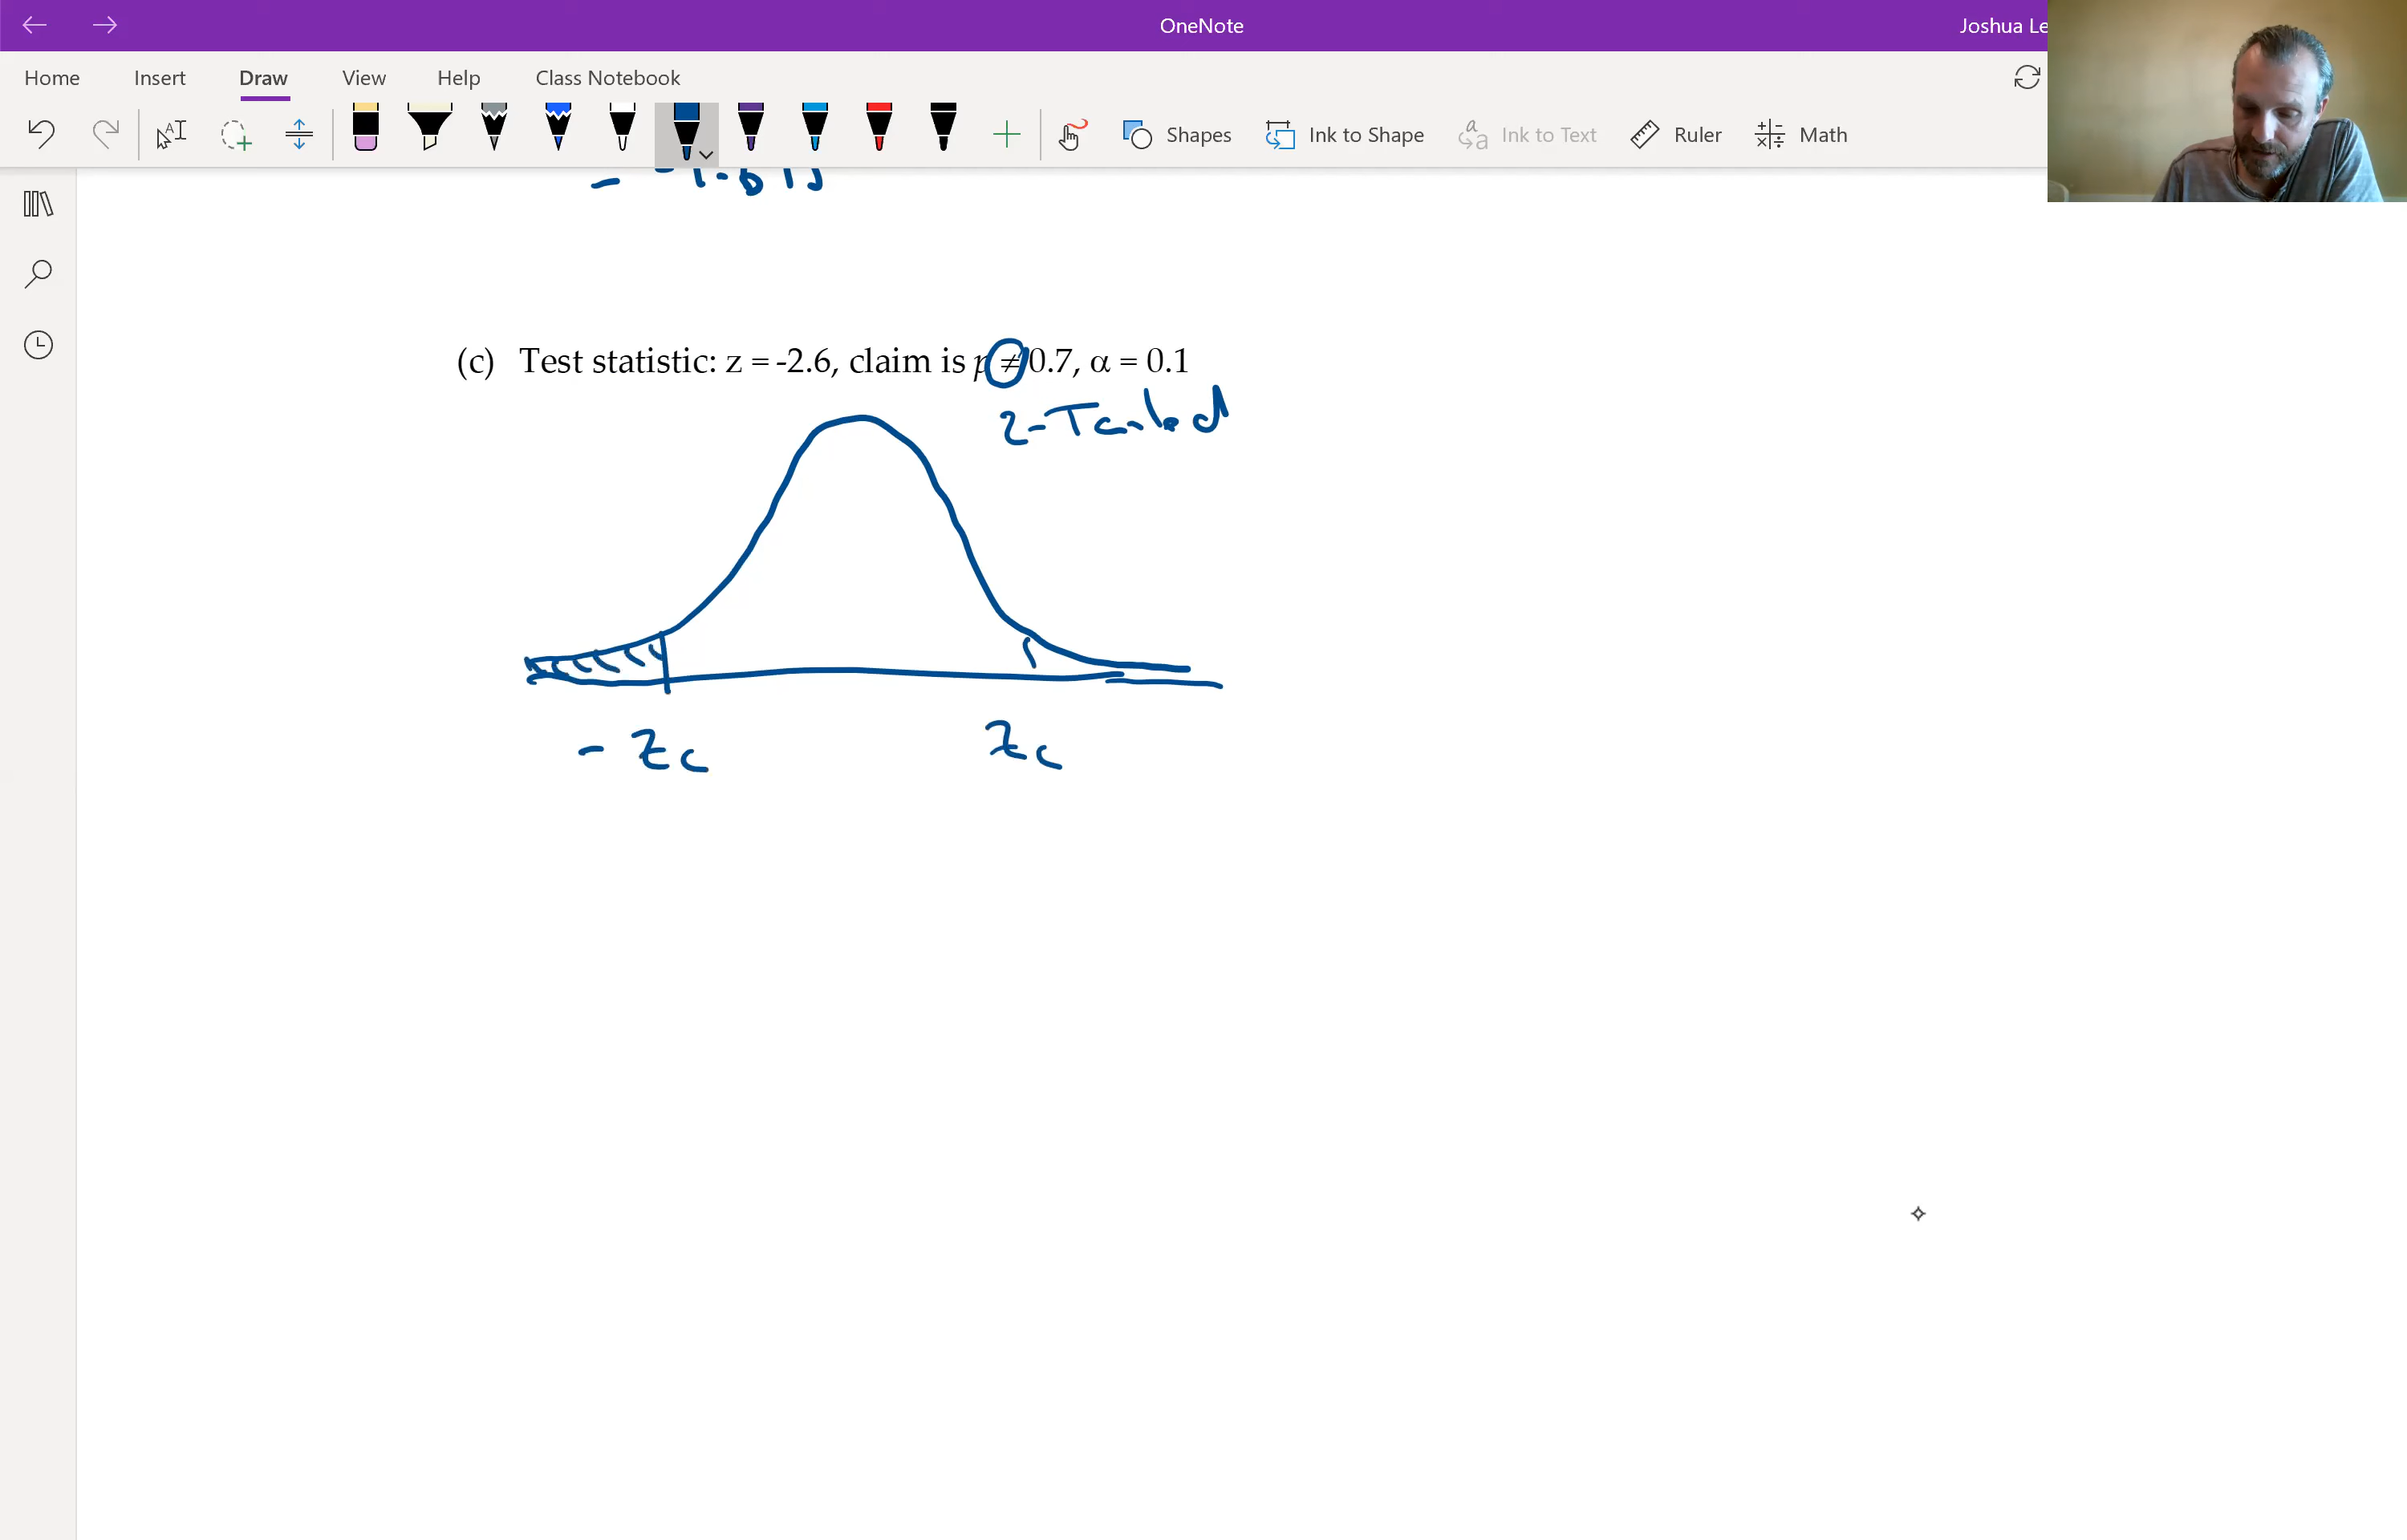 OneNote
Joshua Le
Home Insert Draw View Help Class Notebook
Shapes Ink to Shape Ink to Text Ruler Math
(c) Test statistic: z = -2.6, claim is p ≠ 0.7, α = 0.1
2-Tailed
- Zc Zc